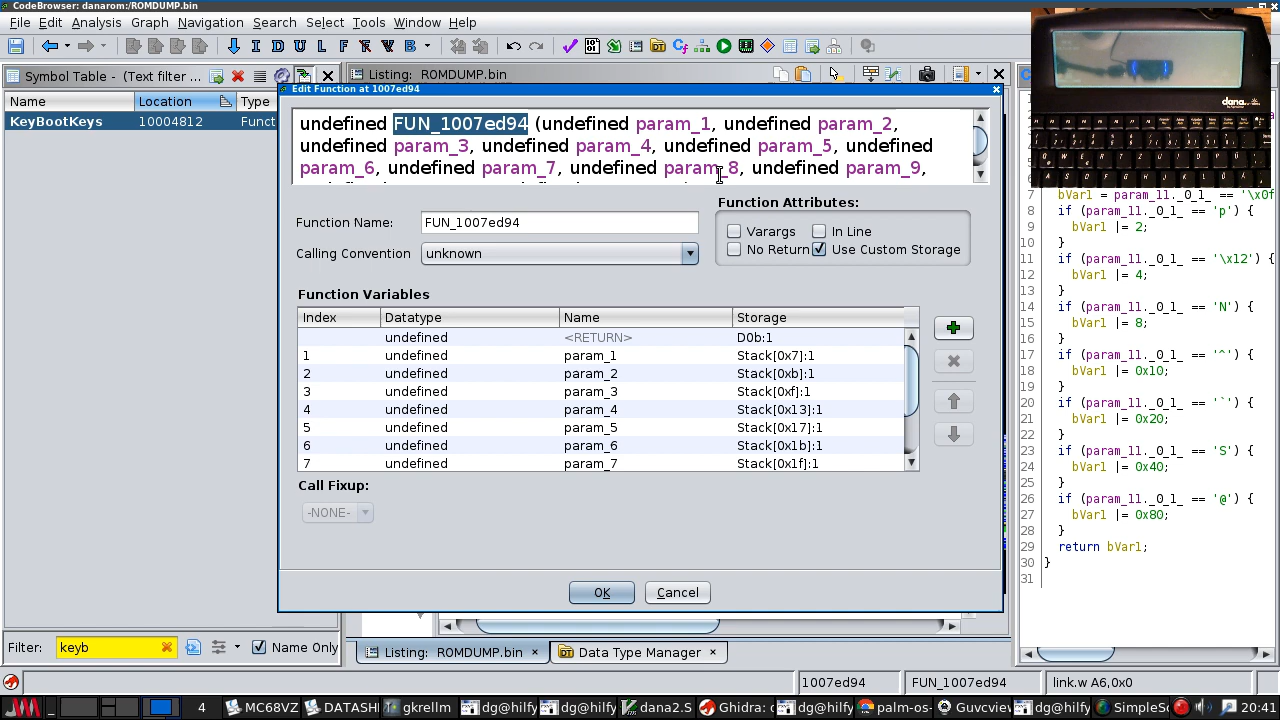 CodeBrowser: danarom:/ROMDUMP.bin
File Edit Analysis Graph Navigation Search Select Tools Window Help
I D U L F V B
Symbol Table - (Text filter ...
Listing: ROMDUMP.bin
Name Location Type
KeyBootKeys 10004812 Funct
Edit Function at 1007ed94
undefined FUN_1007ed94 (undefined param_1, undefined param_2,
undefined param_3, undefined param_4, undefined param_5, undefined
param_6, undefined param_7, undefined param_8, undefined param_9,
Function Name: FUN_1007ed94
Calling Convention unknown
Function Attributes:
Varargs In Line
No Return Use Custom Storage
Function Variables
Index Datatype Name Storage
undefined <RETURN> D0b:1
1 undefined param_1 Stack[0x7]:1
2 undefined param_2 Stack[0xb]:1
3 undefined param_3 Stack[0xf]:1
4 undefined param_4 Stack[0x13]:1
5 undefined param_5 Stack[0x17]:1
6 undefined param_6 Stack[0x1b]:1
7 undefined param_7 Stack[0x1f]:1
Call Fixup:
-NONE-
OK Cancel
dana
7 bVar1 = param_11._0_1_ == '\x0f
8 if (param_11._0_1_ == 'p') {
9 bVar1 |= 2;
10 }
11 if (param_11._0_1_ == '\x12') {
12 bVar1 |= 4;
13 }
14 if (param_11._0_1_ == 'N') {
15 bVar1 |= 8;
16 }
17 if (param_11._0_1_ == '^') {
18 bVar1 |= 0x10;
19 }
20 if (param_11._0_1_ == '`') {
21 bVar1 |= 0x20;
22 }
23 if (param_11._0_1_ == 'S') {
24 bVar1 |= 0x40;
25 }
26 if (param_11._0_1_ == '@') {
27 bVar1 |= 0x80;
28 }
29 return bVar1;
30 }
31
Filter: keyb Name Only
Listing: ROMDUMP.bin × Data Type Manager ×
1007ed94 FUN_1007ed94 link.w A6,0x0
4 MC68VZ DATASH gkrellm dg@hilfy dg@hilfy dana2.S Ghidra: c palm-os- Guvcviev dg@hilfy SimpleSc 20:41